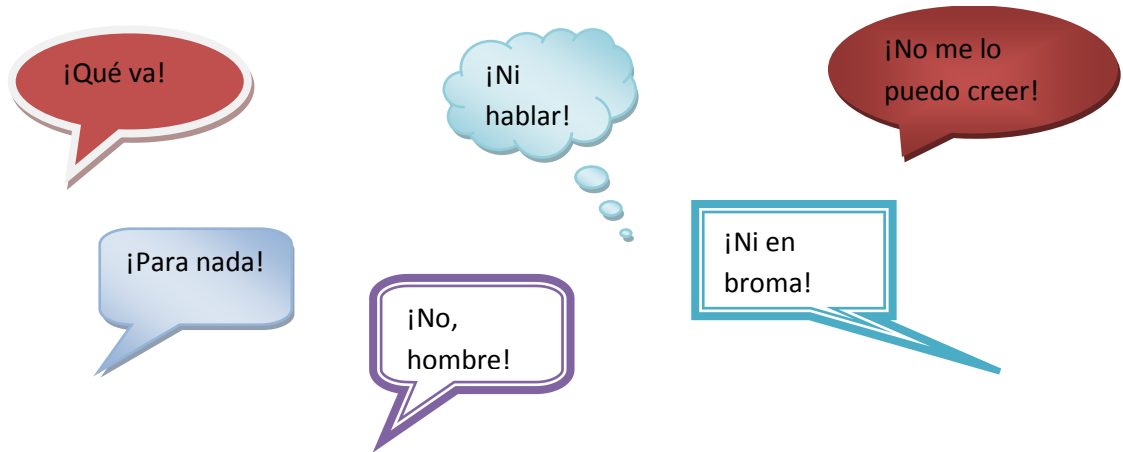 ¡Qué va!
¡Ni
hablar!
¡No me lo
puedo creer!
¡Para nada!
¡No,
hombre!
¡Ni en
broma!